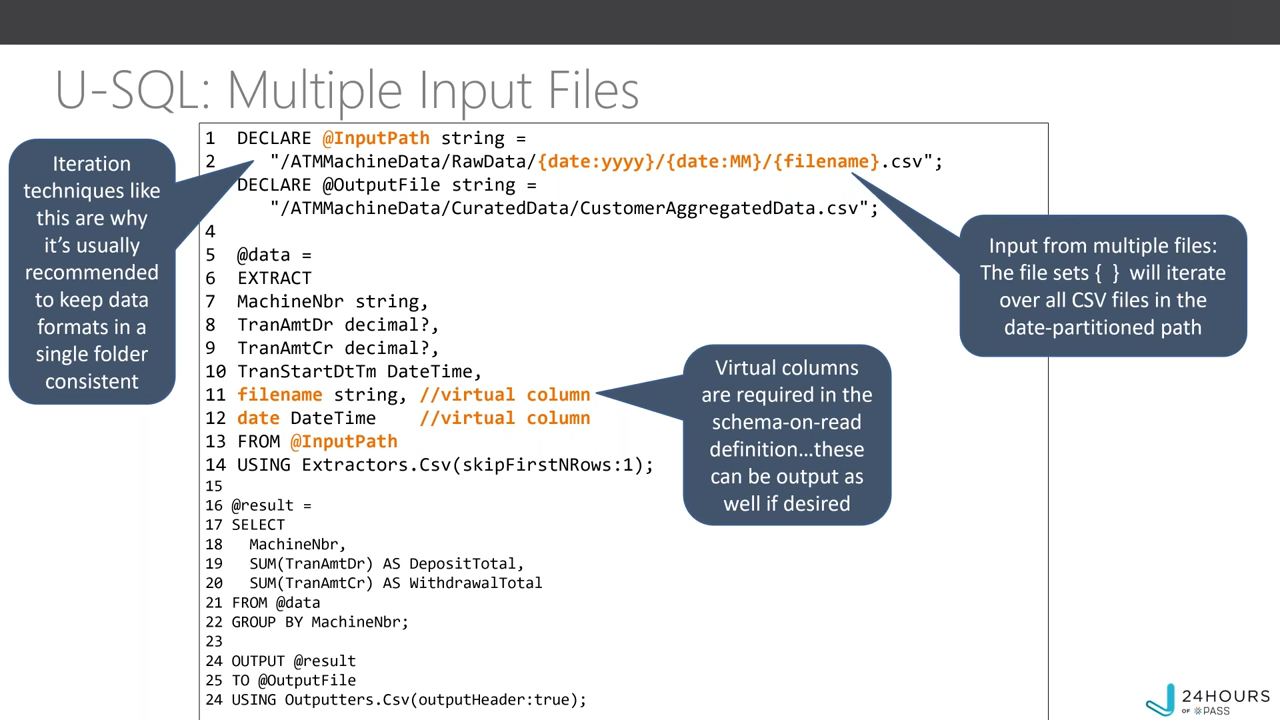 U-SQL: Multiple Input Files
1 DECLARE @InputPath string =
2 "/ATMMachineData/RawData/{date:yyyy}/{date:MM}/{filename}.csv";
DECLARE @OutputFile string =
"/ATMMachineData/CuratedData/CustomerAggregatedData.csv";
4
5 @data =
6 EXTRACT
7 MachineNbr string,
8 TranAmtDr decimal?,
9 TranAmtCr decimal?,
10 TranStartDtTm DateTime,
11 filename string, //virtual column
12 date DateTime //virtual column
13 FROM @InputPath
14 USING Extractors.Csv(skipFirstNRows:1);
15
16 @result =
17 SELECT
18 MachineNbr,
19 SUM(TranAmtDr) AS DepositTotal,
20 SUM(TranAmtCr) AS WithdrawalTotal
21 FROM @data
22 GROUP BY MachineNbr;
23
24 OUTPUT @result
25 TO @OutputFile
24 USING Outputters.Csv(outputHeader:true);
Iteration
techniques like
this are why
it's usually
recommended
to keep data
formats in a
single folder
consistent
Input from multiple files:
The file sets { } will iterate
over all CSV files in the
date-partitioned path
Virtual columns
are required in the
schema-on-read
definition…these
can be output as
well if desired
24HOURS
OF PASS